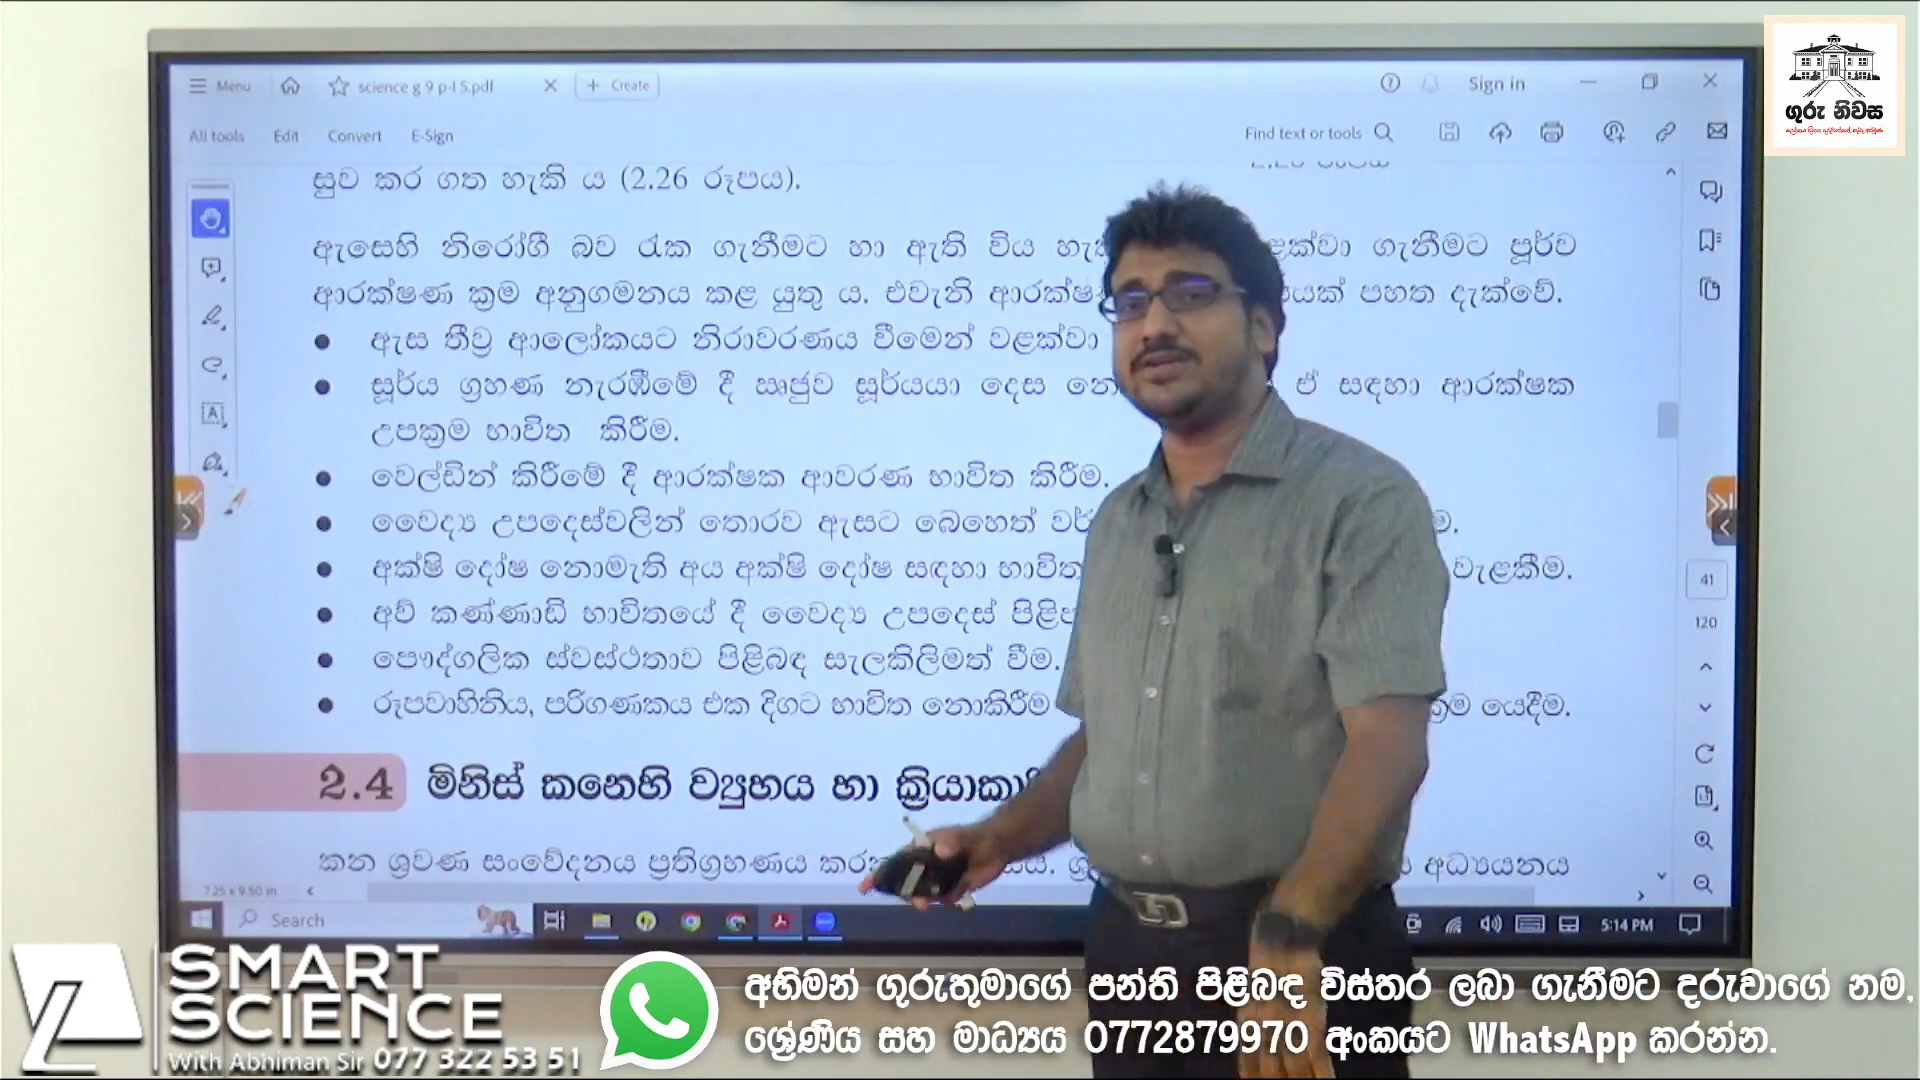 Menu
science g 9 p-I S.pdf
Create
Sign in
All tools Edit Convert E-Sign
Find text or tools
ගුරු නිවස
සුව කර ගත හැකි ය (2.26 රූපය).
ඇසෙහි නිරෝගී බව රැක ගැනීමට හා ඇති විය ගැනීමට පූර්ව
ආරක්ෂණ ක්‍රම අනුගමනය කළ යුතු ය. එවැනි පහත දැක්වේ.
● ඇස තීව්‍ර ආලෝකයට නිරාවරණය වීමෙන් වළක්වා
● සූර්ය ග්‍රහණ නැරඹීමේ දී ඍජුව සූර්යයා දෙස ඒ සඳහා ආරක්ෂක
උපක්‍රම භාවිත කිරීම.
● වෙල්ඩින් කිරීමේ දී ආරක්ෂක ආවරණ භාවිත කිරීම.
● වෛද්‍ය උපදෙස්වලින් තොරව ඇසට බෙහෙත්
● අක්ෂි දෝෂ නොමැති අය අක්ෂි දෝෂ සඳහා භාවිත වැළකීම.
● අව් කණ්ණාඩි භාවිතයේ දී වෛද්‍ය උපදෙස්
● පෞද්ගලික ස්වස්ථතාව පිළිබඳ සැලකිලිමත් වීම.
● රූපවාහිනිය, පරිගණකය එක දිගට භාවිත නොකිරීම යෙදීම.
41
120
2.4 මිනිස් කනෙහි ව්‍යුහය හා
කන ශ්‍රවණ සංවේදනය ප්‍රතිග්‍රහණය අධ්‍යයනය
7.25 x 9.50 in
Search
5:14 PM
SMART
SCIENCE
With Abhiman Sir 077 322 53 51
අභිමන් ගුරුතුමාගේ පන්ති පිළිබඳ විස්තර ලබා ගැනීමට දරුවාගේ නම,
ශ්‍රේණිය සහ මාධ්‍යය 0772879970 අංකයට WhatsApp කරන්න.